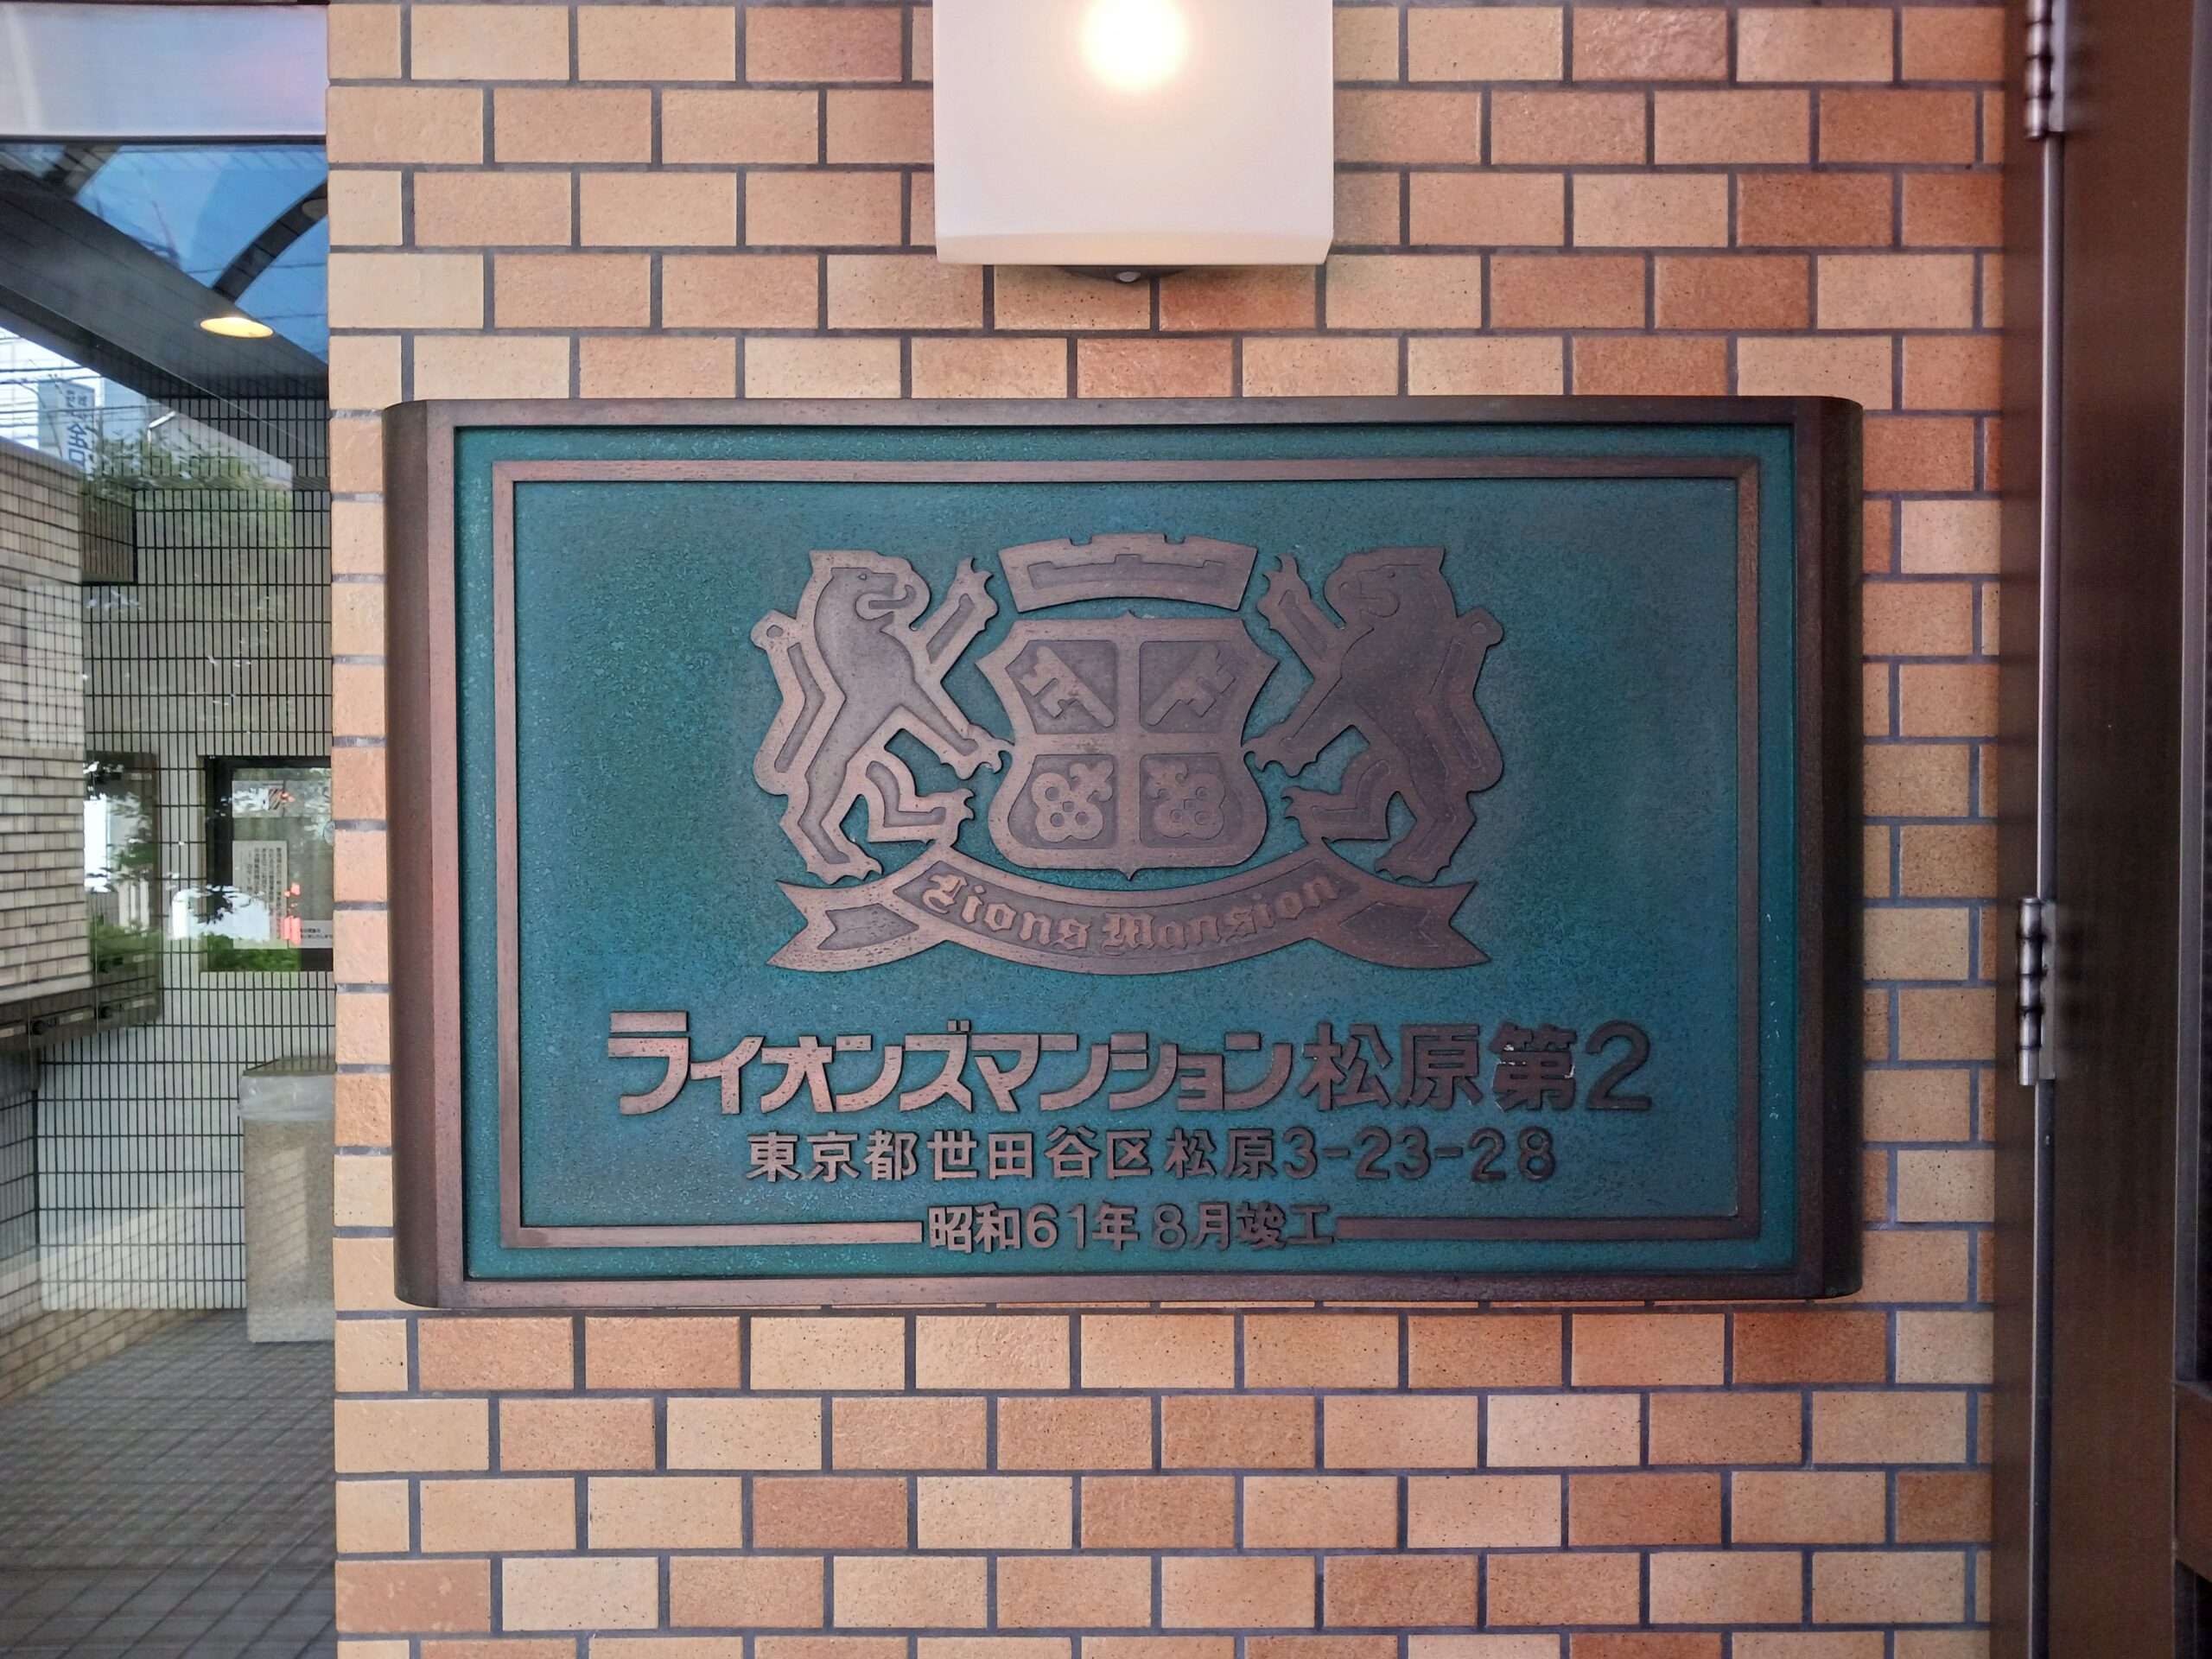 Lions Mansion
ライオンズマンション松原第2
東京都世田谷区松原3-23-28
昭和61年8月竣工